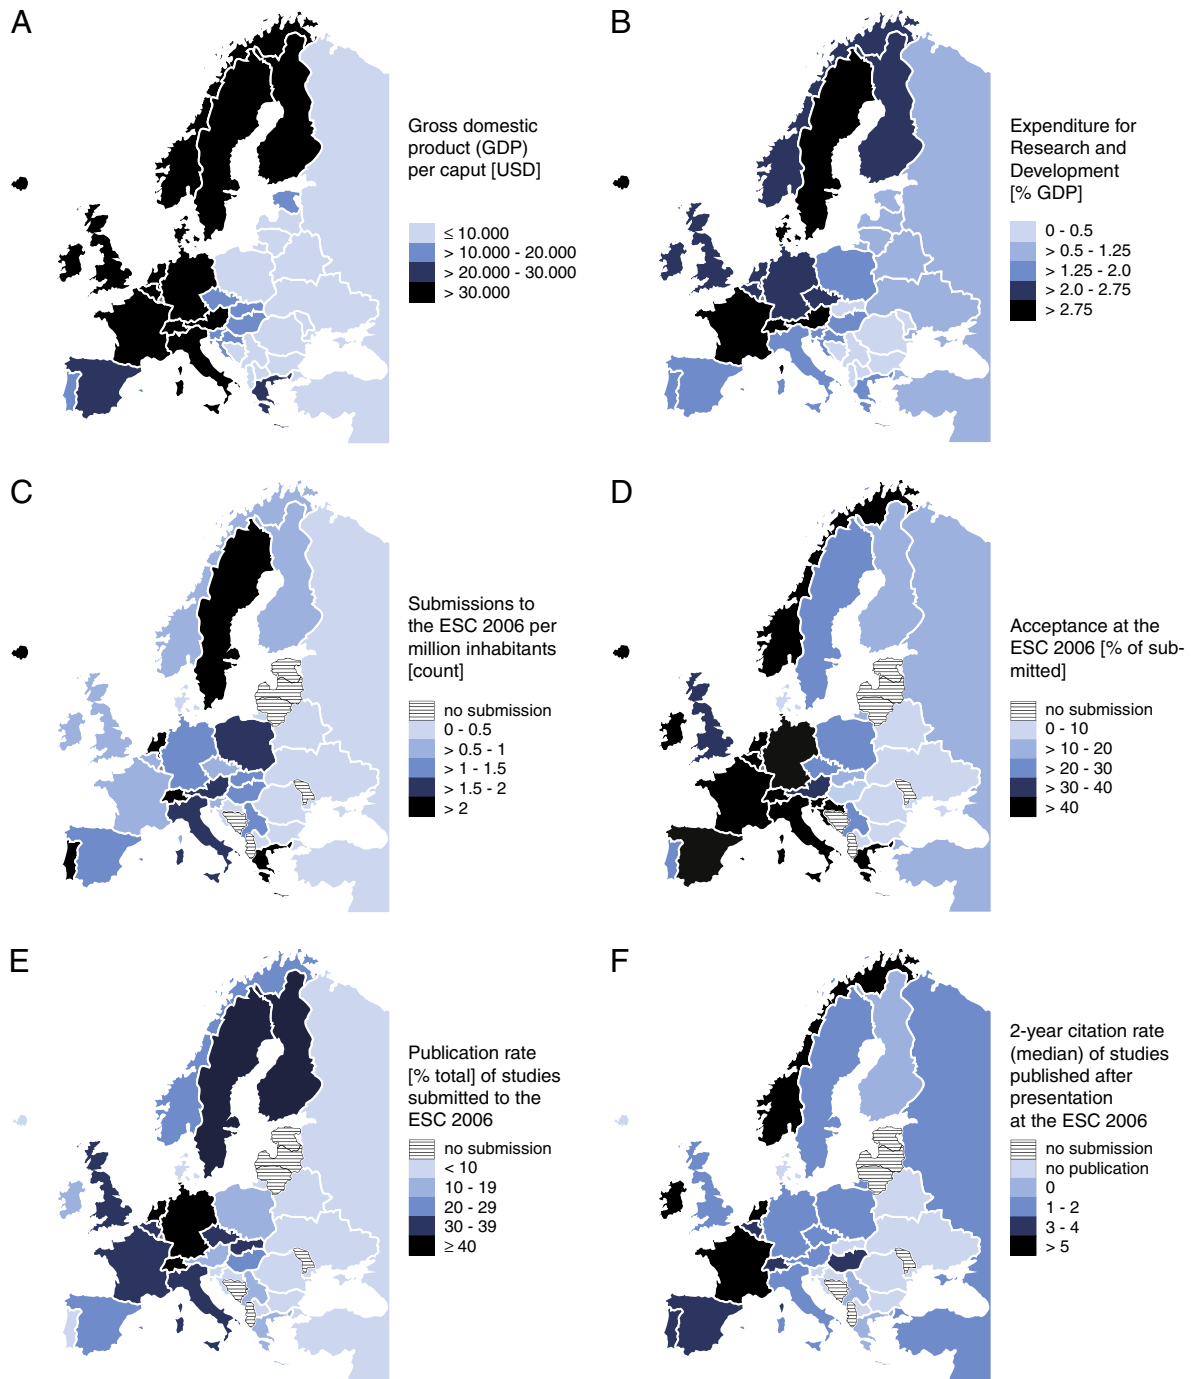 A
Gross domestic
product (GDP)
per caput [USD]
≤ 10.000
> 10.000 - 20.000
> 20.000 - 30.000
> 30.000
B
Expenditure for
Research and
Development
[% GDP]
0 - 0.5
> 0.5 - 1.25
> 1.25 - 2.0
> 2.0 - 2.75
> 2.75
C
Submissions to
the ESC 2006 per
million inhabitants
[count]
no submission
0 - 0.5
> 0.5 - 1
> 1 - 1.5
> 1.5 - 2
> 2
D
Acceptance at the
ESC 2006 [% of sub-
mitted]
no submission
0 - 10
> 10 - 20
> 20 - 30
> 30 - 40
> 40
E
Publication rate
[% total] of studies
submitted to the
ESC 2006
no submission
< 10
10 - 19
20 - 29
30 - 39
≥ 40
F
2-year citation rate
(median) of studies
published after
presentation
at the ESC 2006
no submission
no publication
0
1 - 2
3 - 4
> 5